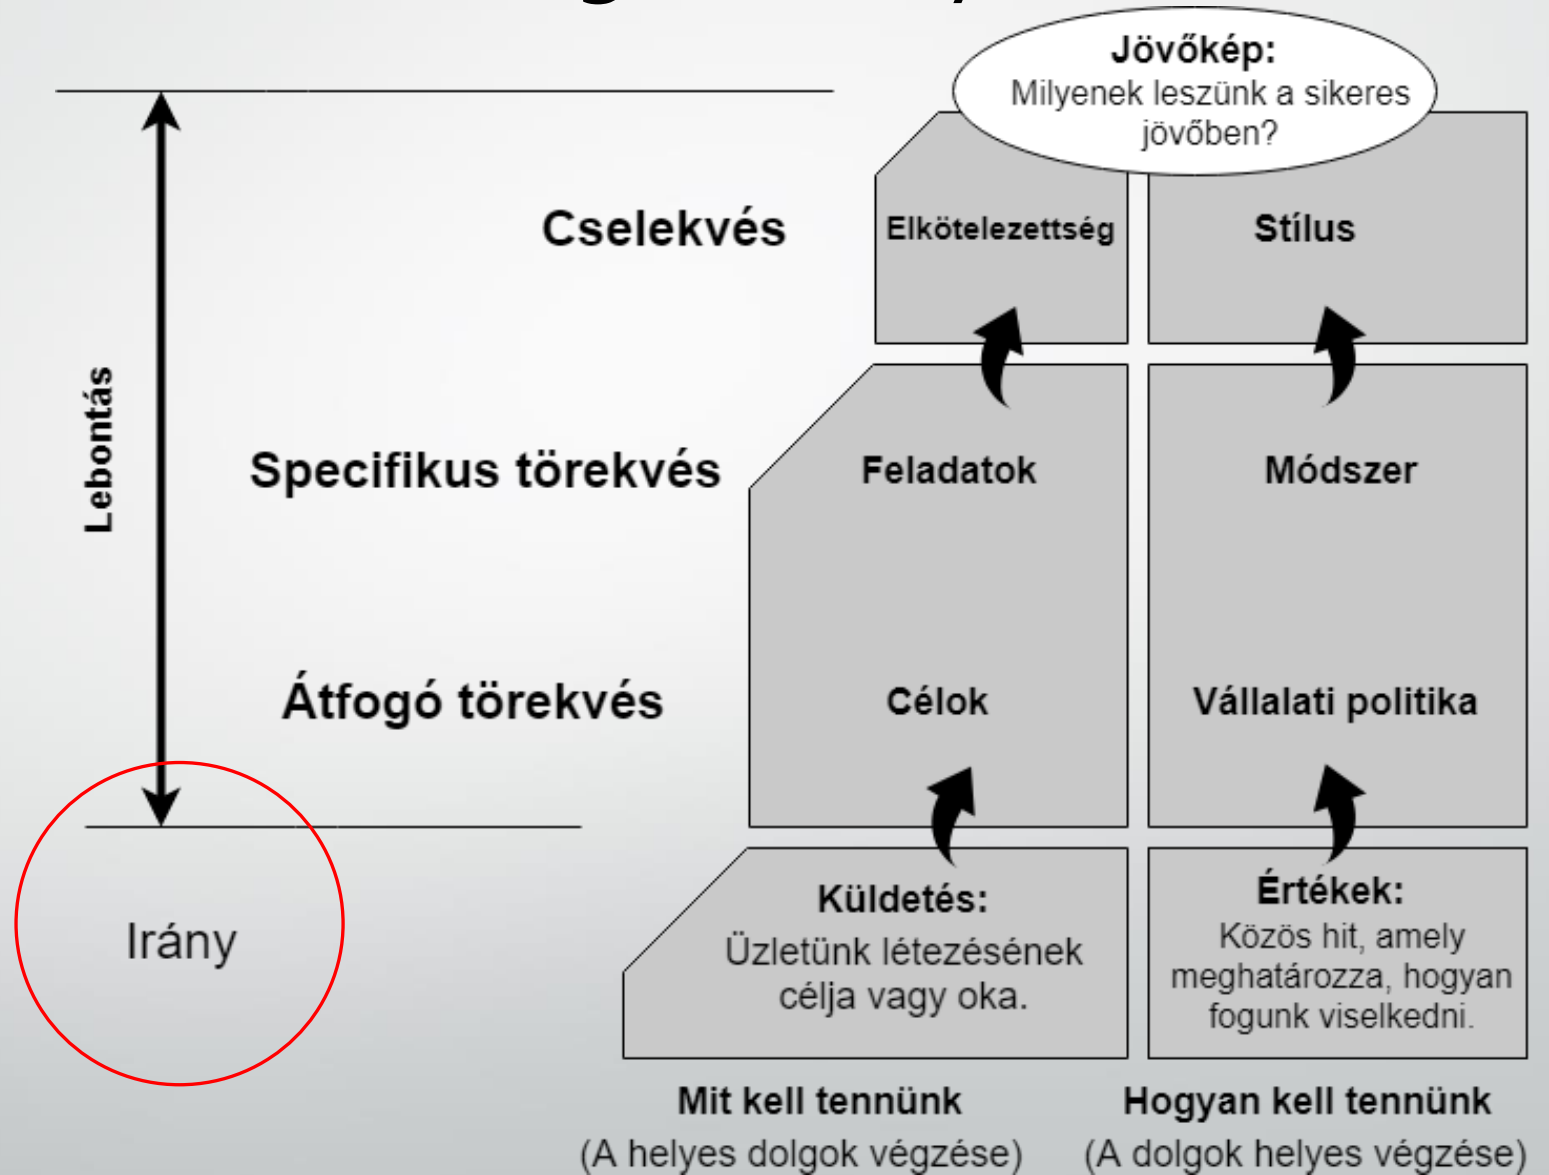 Jövőkép:
Milyenek leszünk a sikeres
jövőben?
Cselekvés
Elkötelezettség
Stílus
Lebontás
Specifikus törekvés
Feladatok
Módszer
Átfogó törekvés
Célok
Vállalati politika
Irány
Küldetés:
Üzletünk létezésének
célja vagy oka.
Értékek:
Közös hit, amely
meghatározza, hogyan
fogunk viselkedni.
Mit kell tennünk
(A helyes dolgok végzése)
Hogyan kell tennünk
(A dolgok helyes végzése)